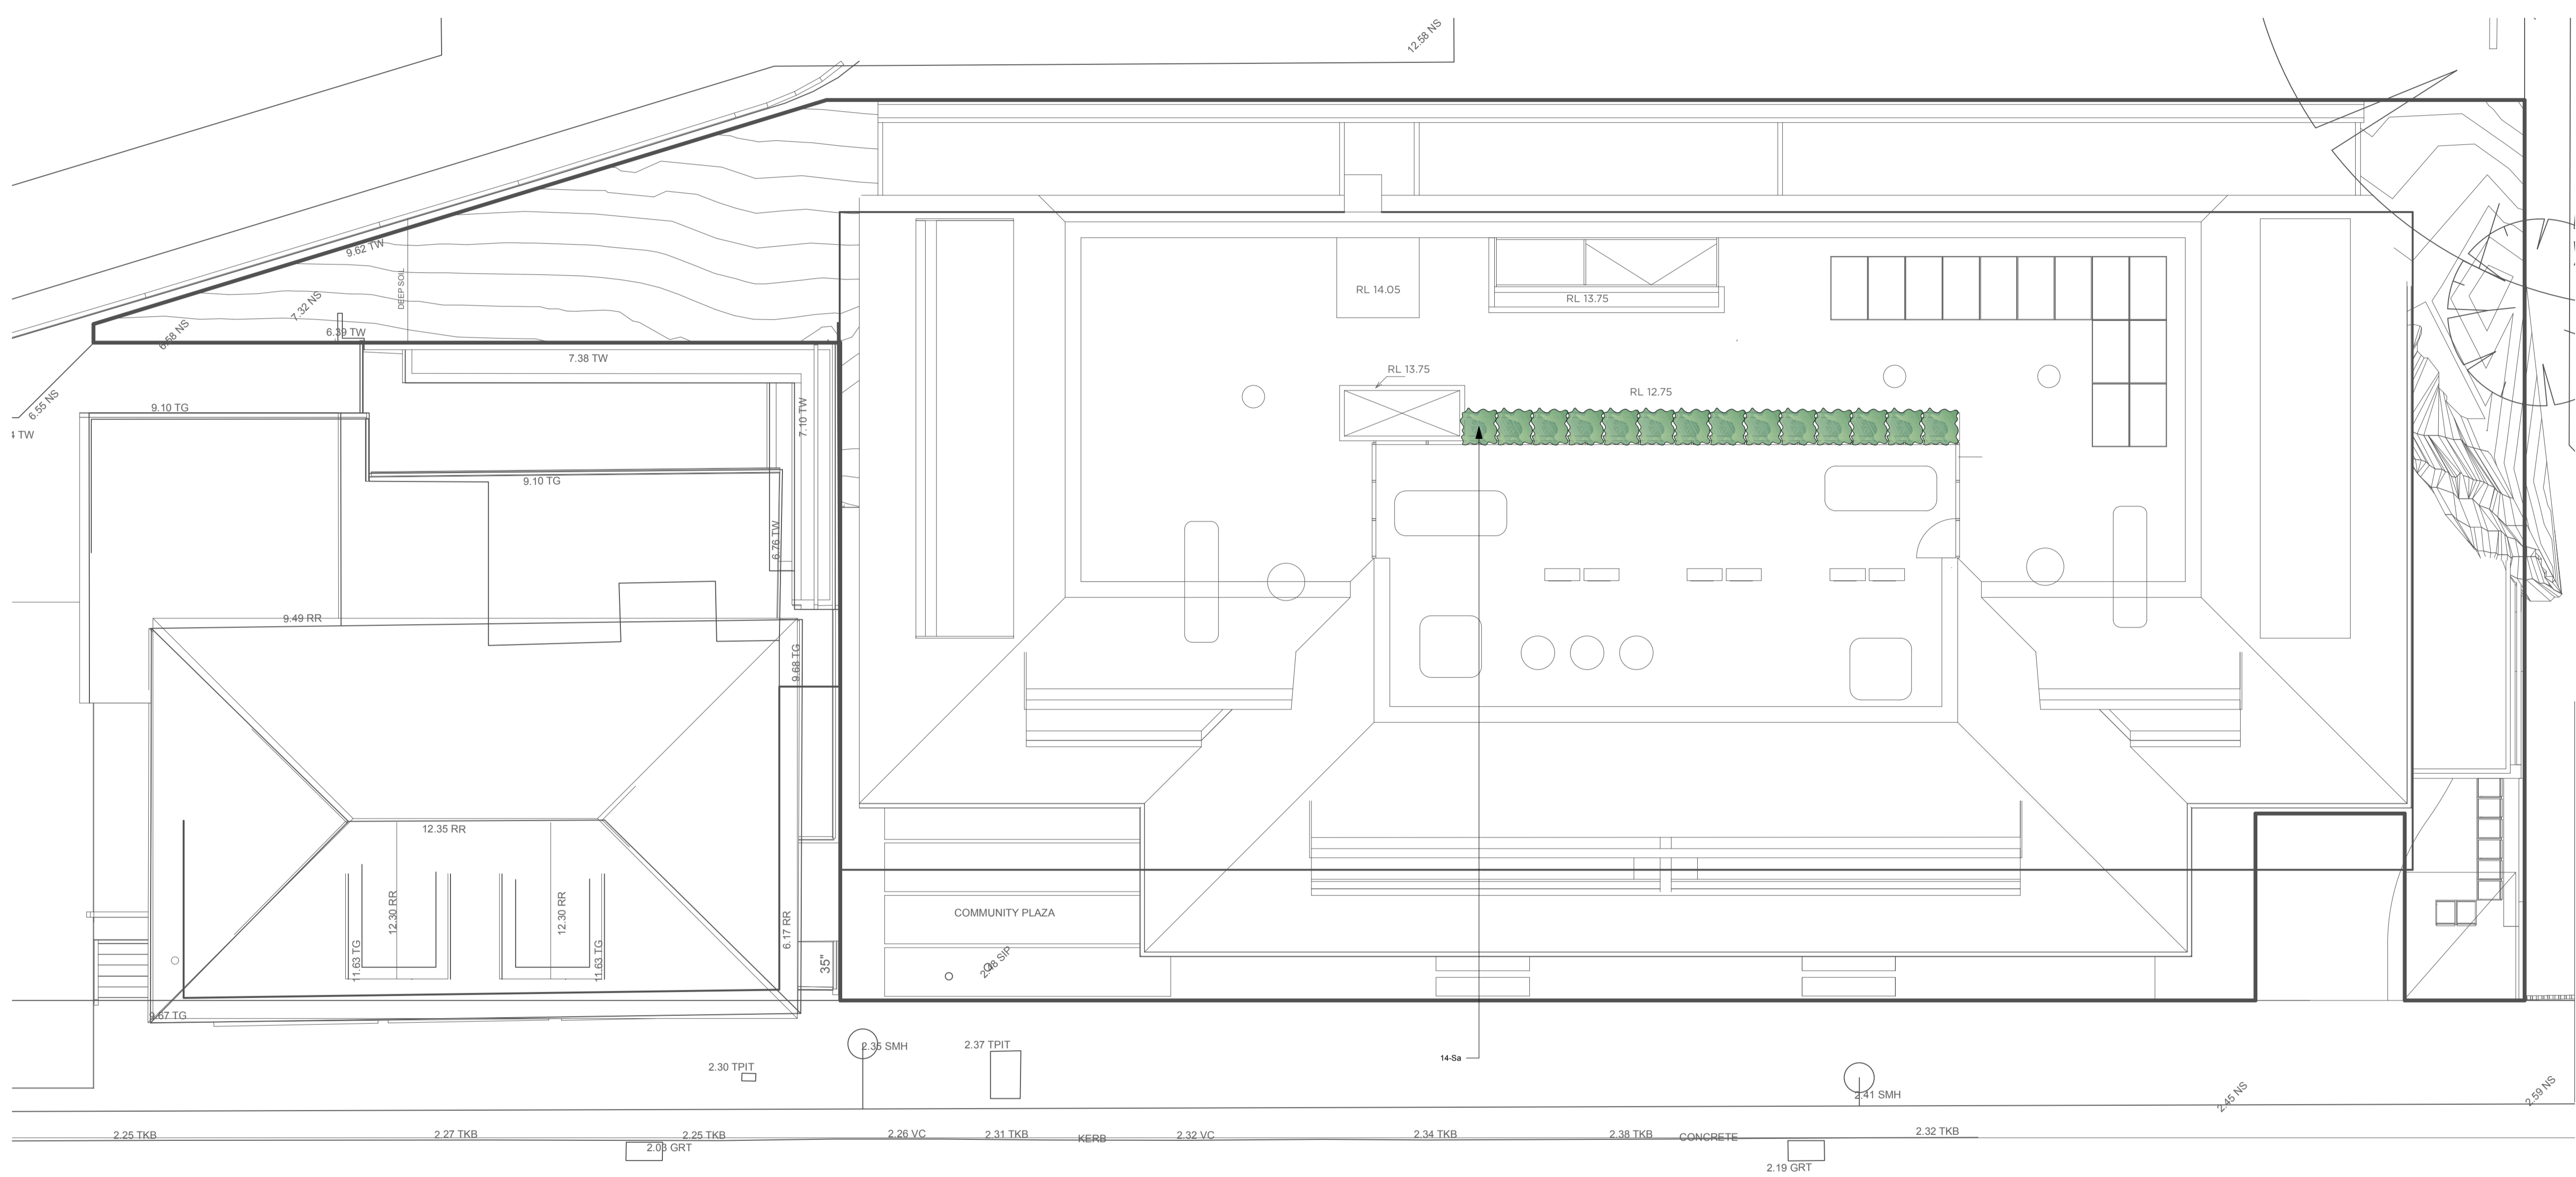 12.58 NS
9.62 TW
DEEP SOIL
7.32 NS
6.58 NS
6.39 TW
7.38 TW
6.55 NS
4 TW
9.10 TG
7.10 TW
9.10 TG
6.76 TW
RL 14.05
RL 13.75
RL 13.75
RL 12.75
9.49 RR
9.68 TG
12.35 RR
12.30 RR
12.30 RR
11.63 TG
11.63 TG
6.17 RR
35"
COMMUNITY PLAZA
2.48 SIP
9.67 TG
2.35 SMH
2.37 TPIT
2.30 TPIT
14-Sa
2.41 SMH
2.45 NS
2.59 NS
2.25 TKB
2.27 TKB
2.25 TKB
2.26 VC
2.31 TKB
KERB
2.32 VC
2.34 TKB
2.38 TKB
CONCRETE
2.32 TKB
2.03 GRT
2.19 GRT